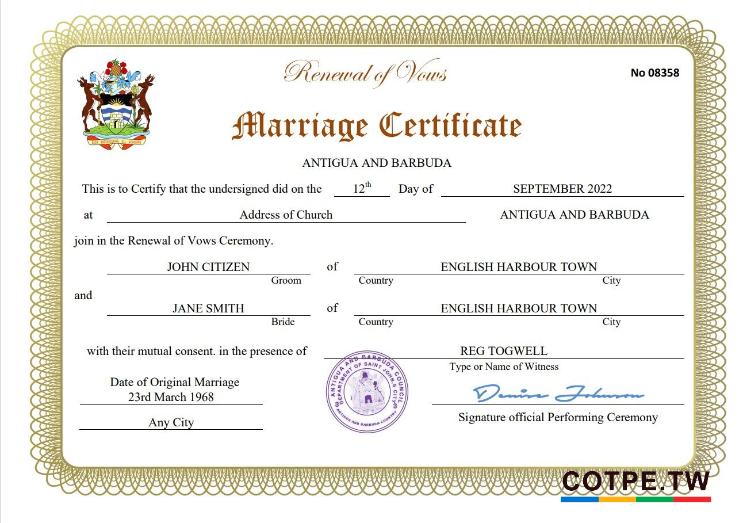 Renewal of Vows
No 08358
Marriage Certificate
ANTIGUA AND BARBUDA
This is to Certify that the undersigned did on the 12th Day of SEPTEMBER 2022
at Address of Church ANTIGUA AND BARBUDA
join in the Renewal of Vows Ceremony.
JOHN CITIZEN of ENGLISH HARBOUR TOWN
Groom Country City
and
JANE SMITH of ENGLISH HARBOUR TOWN
Bride Country City
with their mutual consent. in the presence of REG TOGWELL
Type or Name of Witness
Date of Original Marriage
23rd March 1968
Any City
Denise Johnson
Signature official Performing Ceremony
ANTIGUA AND BARBUDA COUNCIL
DEPARTMENT OF SAINT JOHN'S CITY
COTPE.TW